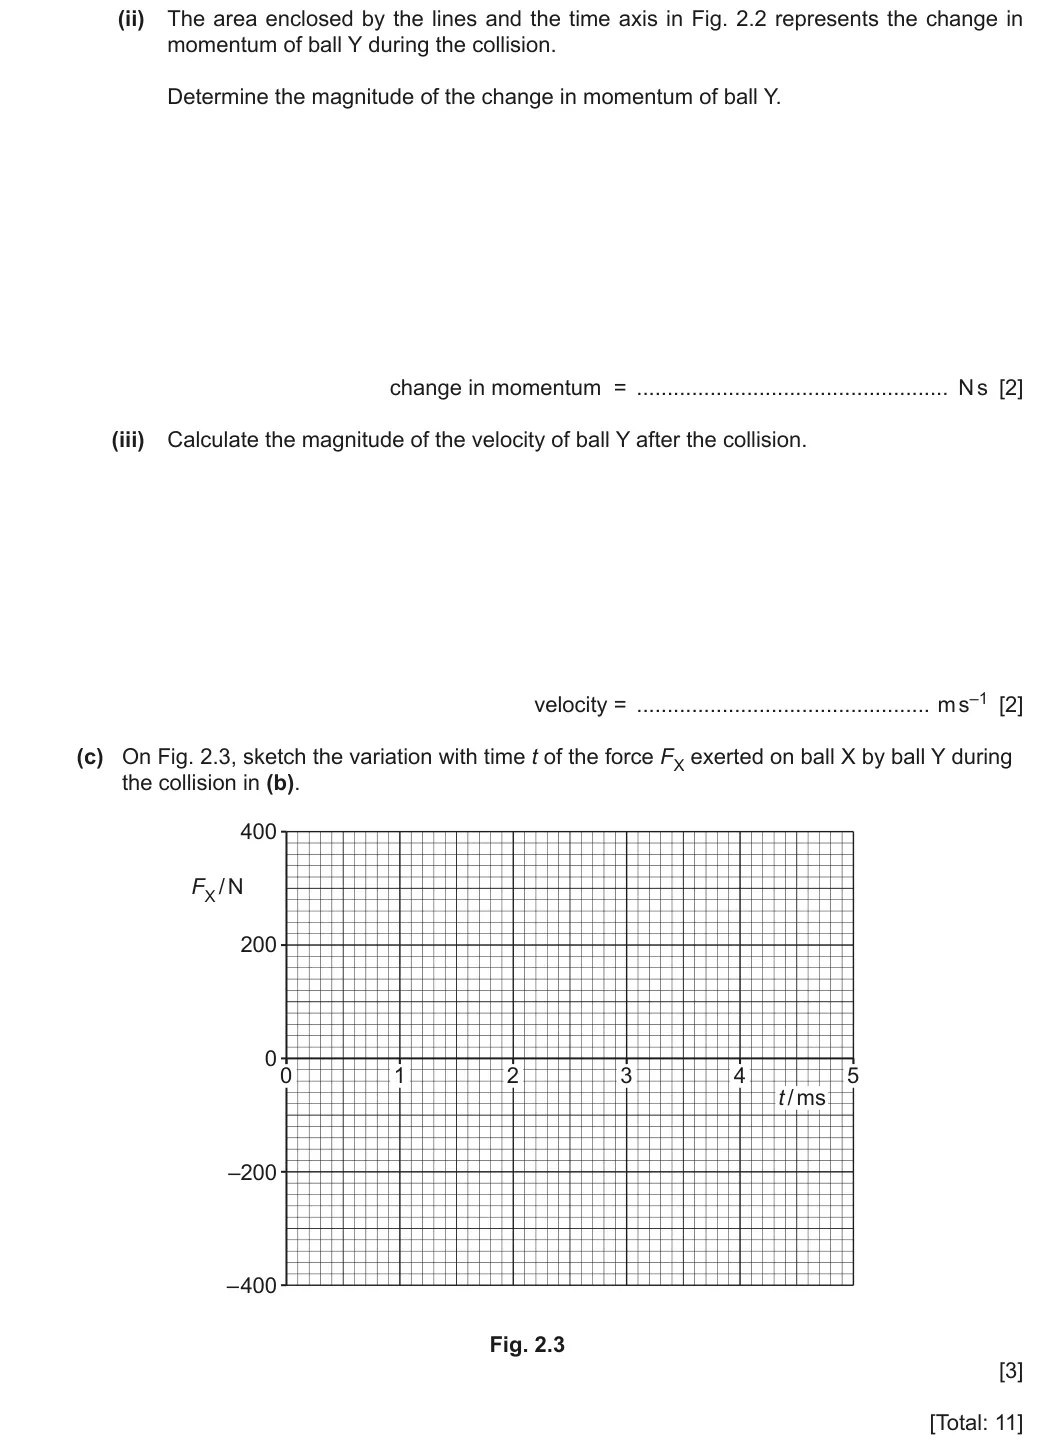 (ii) The area enclosed by the lines and the time axis in Fig. 2.2 represents the change in
momentum of ball Y during the collision.
Determine the magnitude of the change in momentum of ball Y.
change in momentum = ................................................... N s [2]
(iii) Calculate the magnitude of the velocity of ball Y after the collision.
velocity = ................................................ m s–1 [2]
(c) On Fig. 2.3, sketch the variation with time t of the force FX exerted on ball X by ball Y during
the collision in (b).
400
FX / N
200
0
0 1 2 3 4 5
t / ms
–200
–400
Fig. 2.3
[3]
[Total: 11]